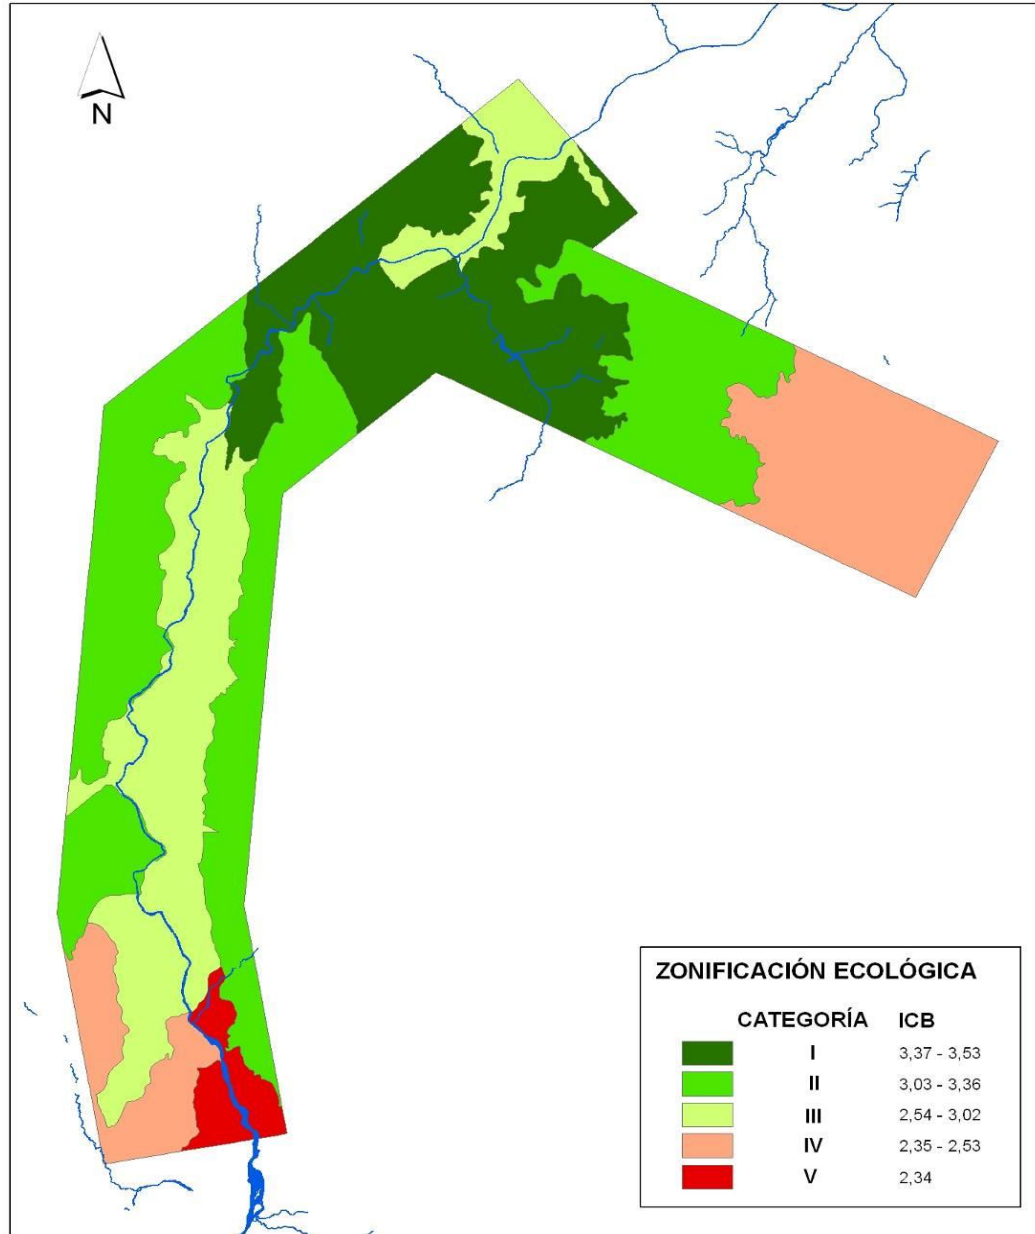 N
ZONIFICACIÓN ECOLÓGICA
CATEGORÍA ICB
I 3,37 - 3,53
II 3,03 - 3,36
III 2,54 - 3,02
IV 2,35 - 2,53
V 2,34